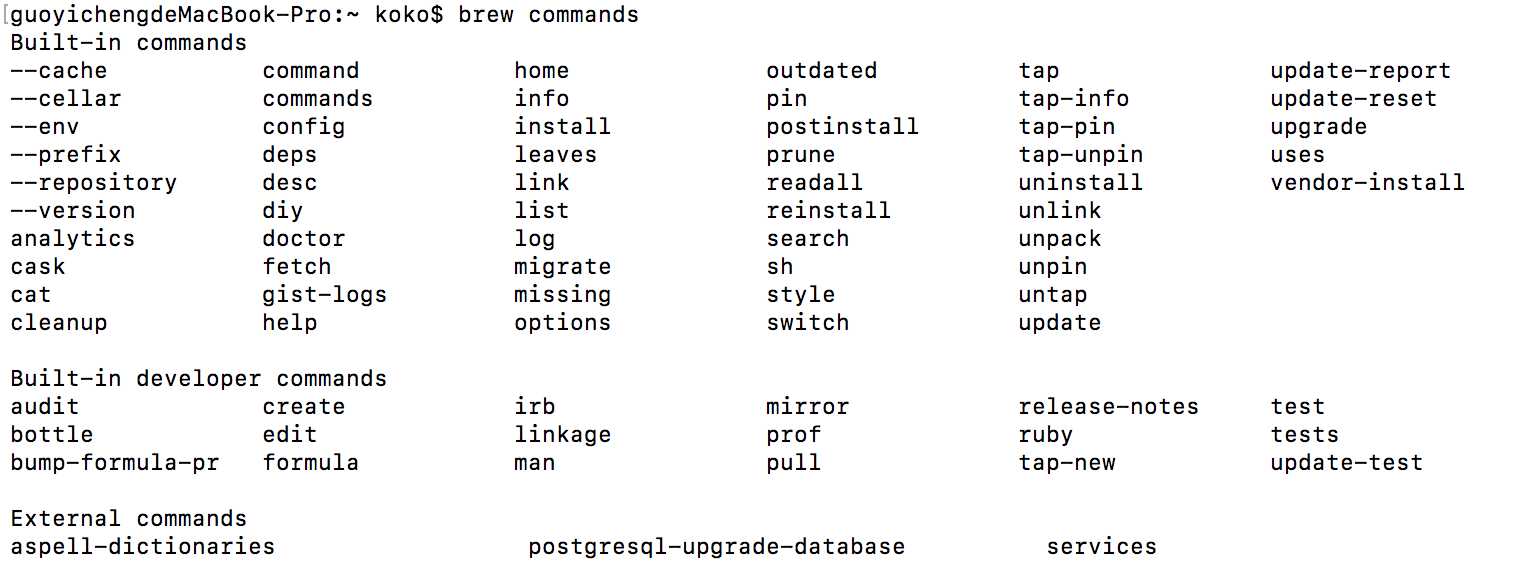 [guoyichengdeMacBook-Pro:~ koko$ brew commands
Built-in commands
--cache command home outdated tap update-report
--cellar commands info pin tap-info update-reset
--env config install postinstall tap-pin upgrade
--prefix deps leaves prune tap-unpin uses
--repository desc link readall uninstall vendor-install
--version diy list reinstall unlink
analytics doctor log search unpack
cask fetch migrate sh unpin
cat gist-logs missing style untap
cleanup help options switch update
Built-in developer commands
audit create irb mirror release-notes test
bottle edit linkage prof ruby tests
bump-formula-pr formula man pull tap-new update-test
External commands
aspell-dictionaries postgresql-upgrade-database services